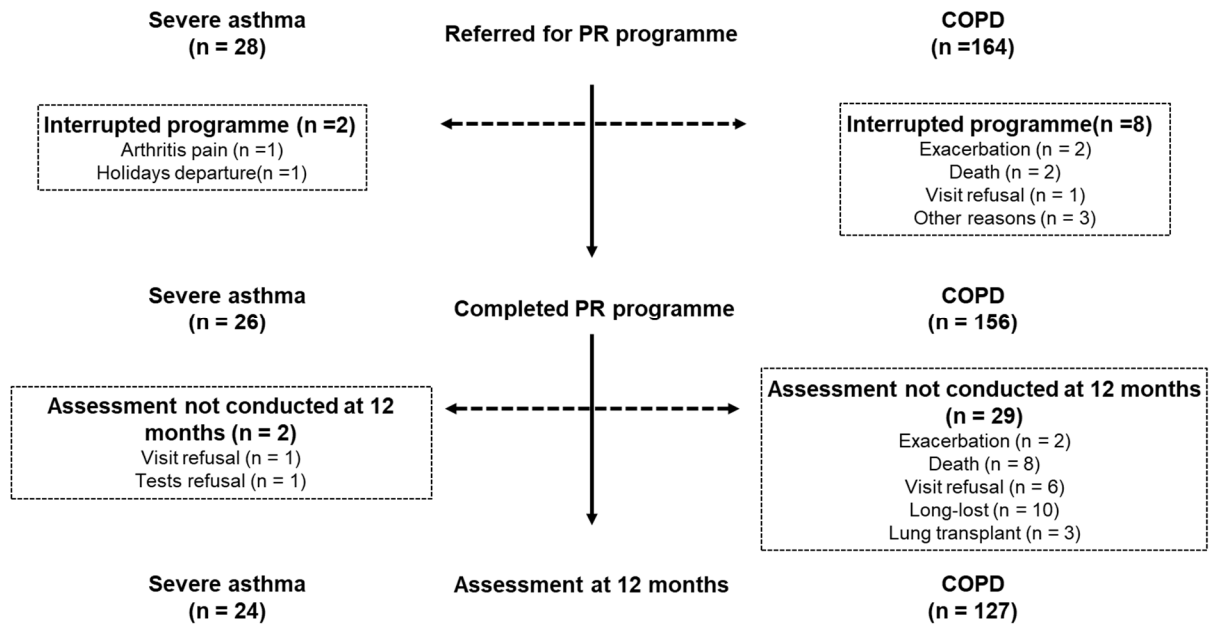 Severe asthma
(n = 28)
Referred for PR programme
COPD
(n =164)
Interrupted programme (n =2)
Arthritis pain (n =1)
Holidays departure(n =1)
Interrupted programme(n =8)
Exacerbation (n = 2)
Death (n = 2)
Visit refusal (n = 1)
Other reasons (n = 3)
Severe asthma
(n = 26)
Completed PR programme
COPD
(n = 156)
Assessment not conducted at 12
months (n = 2)
Visit refusal (n = 1)
Tests refusal (n = 1)
Assessment not conducted at 12 months
(n = 29)
Exacerbation (n = 2)
Death (n = 8)
Visit refusal (n = 6)
Long-lost (n = 10)
Lung transplant (n = 3)
Severe asthma
(n = 24)
Assessment at 12 months
COPD
(n = 127)